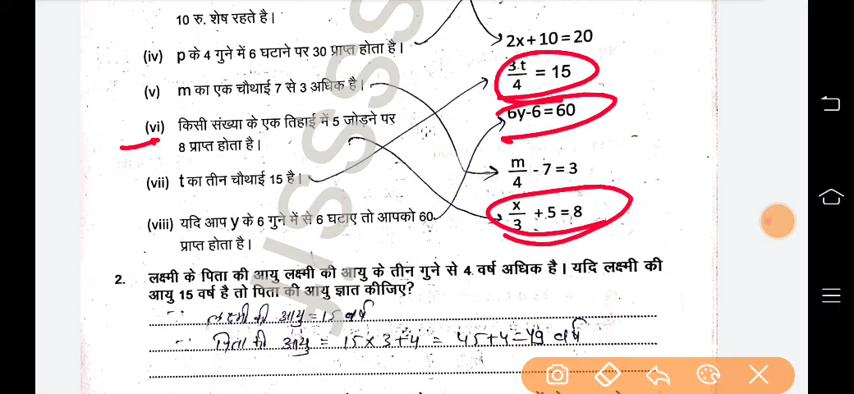 10 रु. शेष रहते है।
(iv) p के 4 गुने में 6 घटाने पर 30 प्राप्त होता है।
2x + 10 = 20
(v) m का एक चौथाई 7 से 3 अधिक है।
3t/4 = 15
(vi) किसी संख्या के एक तिहाई में 5 जोड़ने पर
6y-6 = 60
8 प्राप्त होता है।
m/4 - 7 = 3
(vii) t का तीन चौथाई 15 है।
x/3 + 5 = 8
(viii) यदि आप y के 6 गुने में से 6 घटाए तो आपको 60
प्राप्त होता है।
2. लक्ष्मी के पिता की आयु लक्ष्मी की आयु के तीन गुने से 4 वर्ष अधिक है। यदि लक्ष्मी की
आयु 15 वर्ष है तो पिता की आयु ज्ञात कीजिए?
∵ लक्ष्मी की आयु = 15 वर्ष
∵ पिता की आयु = 15 x 3 + 4 = 45 + 4 = 49 वर्ष